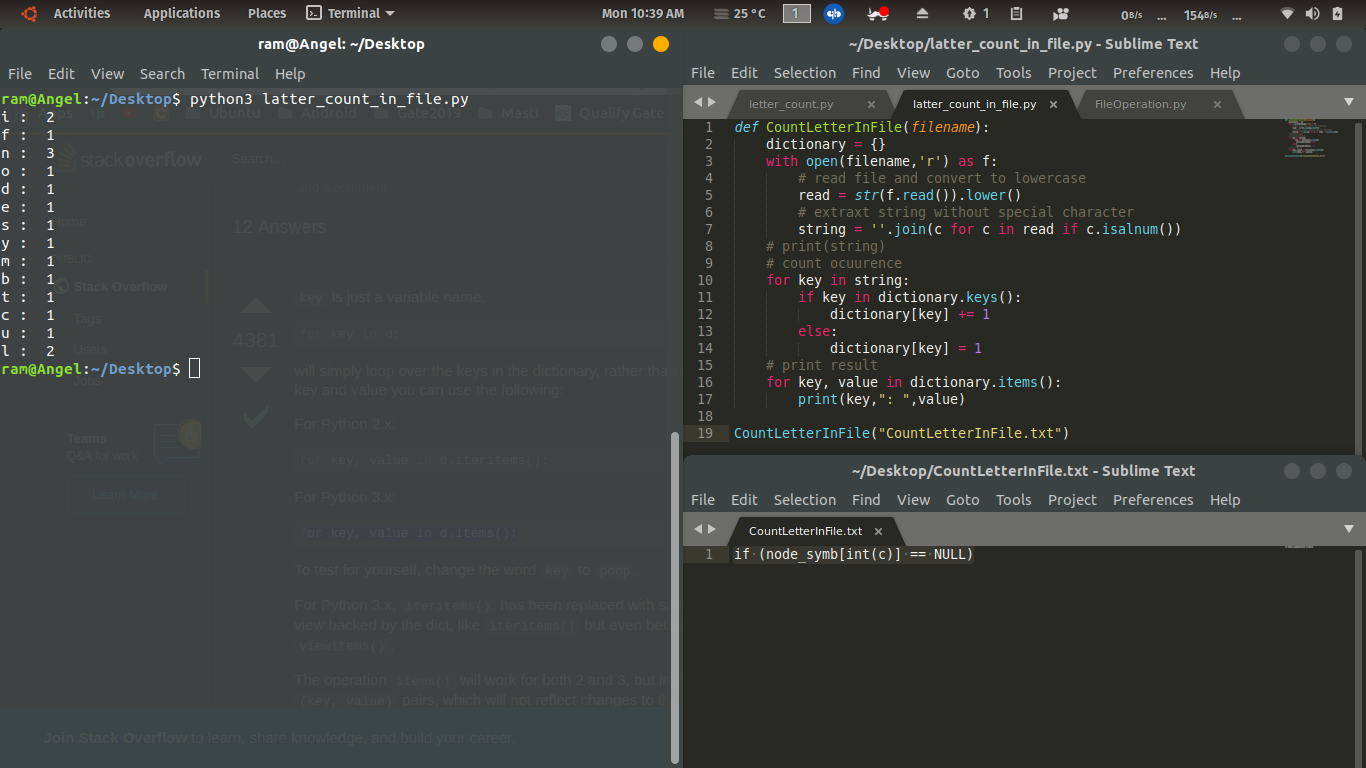 Activities Applications Places Terminal Mon 10:39 AM 25 °C 1 1 0B/s ... 154B/s ...
ram@Angel: ~/Desktop
File Edit View Search Terminal Help
ram@Angel:~/Desktop$ python3 latter_count_in_file.py
i :  2
f :  1
n :  3
o :  1
d :  1
e :  1
s :  1
y :  1
m :  1
b :  1
t :  1
c :  1
u :  1
l :  2
ram@Angel:~/Desktop$
Apps Ubuntu Android Gate2019 Masti Qualify Gate
stackoverflow Search...
add a comment
Home
12 Answers
PUBLIC
Stack Overflow
Tags
Users
Jobs
Teams
Q&A for work
Learn More
4381
key is just a variable name.
for key in d:
will simply loop over the keys in the dictionary, rather tha
key and value you can use the following:
For Python 2.x:
for key, value in d.iteritems():
For Python 3.x:
for key, value in d.items():
To test for yourself, change the word key to poop.
For Python 3.x, iteritems() has been replaced with s
view backed by the dict, like iteritems() but even bet
viewitems().
The operation items() will work for both 2 and 3, but
(key, value) pairs, which will not reflect changes to
Join Stack Overflow to learn, share knowledge, and build your career.
~/Desktop/latter_count_in_file.py - Sublime Text
File Edit Selection Find View Goto Tools Project Preferences Help
letter_count.py × latter_count_in_file.py × FileOperation.py ×
1 def CountLetterInFile(filename):
2     dictionary = {}
3     with open(filename,'r') as f:
4         # read file and convert to lowercase
5         read = str(f.read()).lower()
6         # extraxt string without special character
7         string = ''.join(c for c in read if c.isalnum())
8     # print(string)
9     # count ocuurence
10     for key in string:
11         if key in dictionary.keys():
12             dictionary[key] += 1
13         else:
14             dictionary[key] = 1
15     # print result
16     for key, value in dictionary.items():
17         print(key,": ",value)
18
19 CountLetterInFile("CountLetterInFile.txt")
~/Desktop/CountLetterInFile.txt - Sublime Text
File Edit Selection Find View Goto Tools Project Preferences Help
CountLetterInFile.txt ×
1 if (node_symb[int(c)] == NULL)